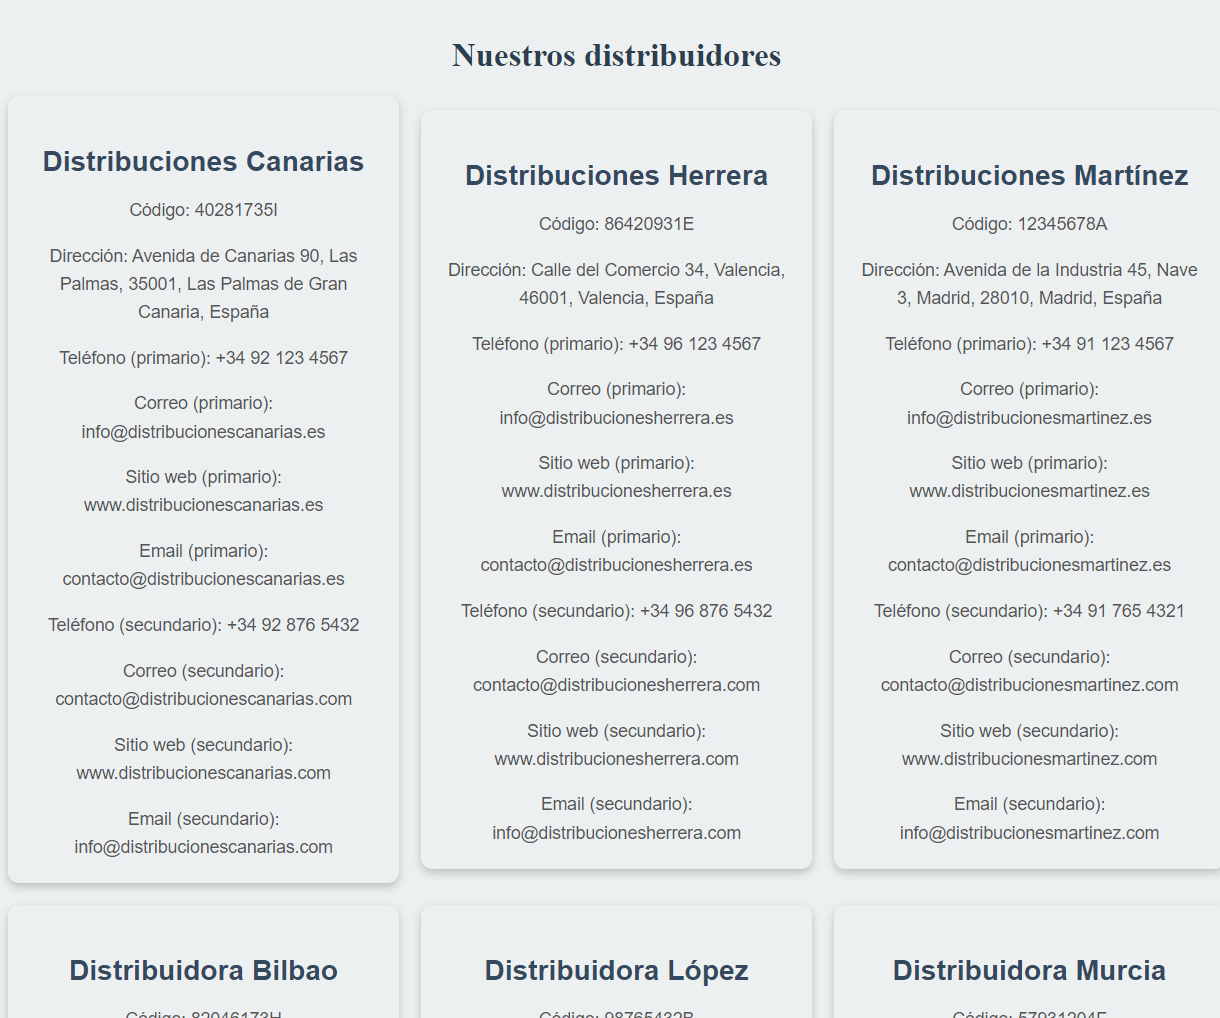 Nuestros distribuidores
Distribuciones Canarias
Código: 40281735I
Dirección: Avenida de Canarias 90, Las
Palmas, 35001, Las Palmas de Gran
Canaria, España
Teléfono (primario): +34 92 123 4567
Correo (primario):
info@distribucionescanarias.es
Sitio web (primario):
www.distribucionescanarias.es
Email (primario):
contacto@distribucionescanarias.es
Teléfono (secundario): +34 92 876 5432
Correo (secundario):
contacto@distribucionescanarias.com
Sitio web (secundario):
www.distribucionescanarias.com
Email (secundario):
info@distribucionescanarias.com
Distribuciones Herrera
Código: 86420931E
Dirección: Calle del Comercio 34, Valencia,
46001, Valencia, España
Teléfono (primario): +34 96 123 4567
Correo (primario):
info@distribucionesherrera.es
Sitio web (primario):
www.distribucionesherrera.es
Email (primario):
contacto@distribucionesherrera.es
Teléfono (secundario): +34 96 876 5432
Correo (secundario):
contacto@distribucionesherrera.com
Sitio web (secundario):
www.distribucionesherrera.com
Email (secundario):
info@distribucionesherrera.com
Distribuciones Martínez
Código: 12345678A
Dirección: Avenida de la Industria 45, Nave
3, Madrid, 28010, Madrid, España
Teléfono (primario): +34 91 123 4567
Correo (primario):
info@distribucionesmartinez.es
Sitio web (primario):
www.distribucionesmartinez.es
Email (primario):
contacto@distribucionesmartinez.es
Teléfono (secundario): +34 91 765 4321
Correo (secundario):
contacto@distribucionesmartinez.com
Sitio web (secundario):
www.distribucionesmartinez.com
Email (secundario):
info@distribucionesmartinez.com
Distribuidora Bilbao
Código: 82046173H
Distribuidora López
Código: 98765432B
Distribuidora Murcia
Código: